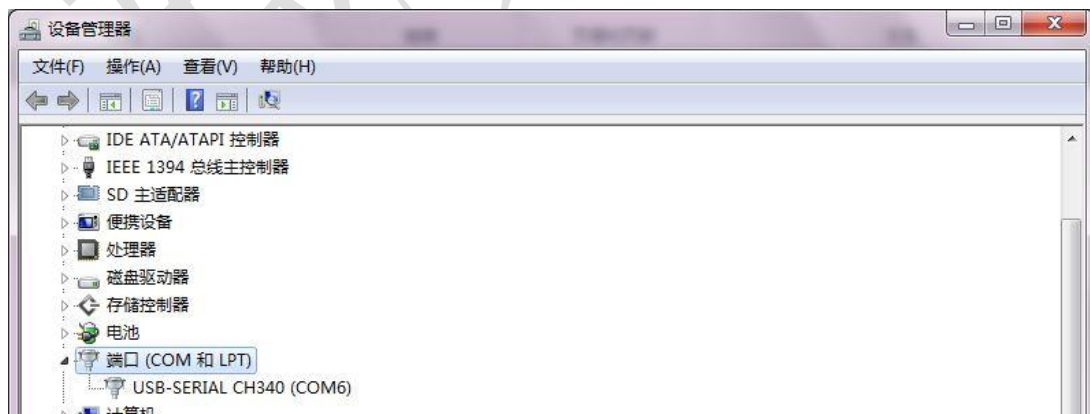 设备管理器
文件(F) 操作(A) 查看(V) 帮助(H)
IDE ATA/ATAPI 控制器
IEEE 1394 总线主控制器
SD 主适配器
便携设备
处理器
磁盘驱动器
存储控制器
电池
端口 (COM 和 LPT)
USB-SERIAL CH340 (COM6)
计算机